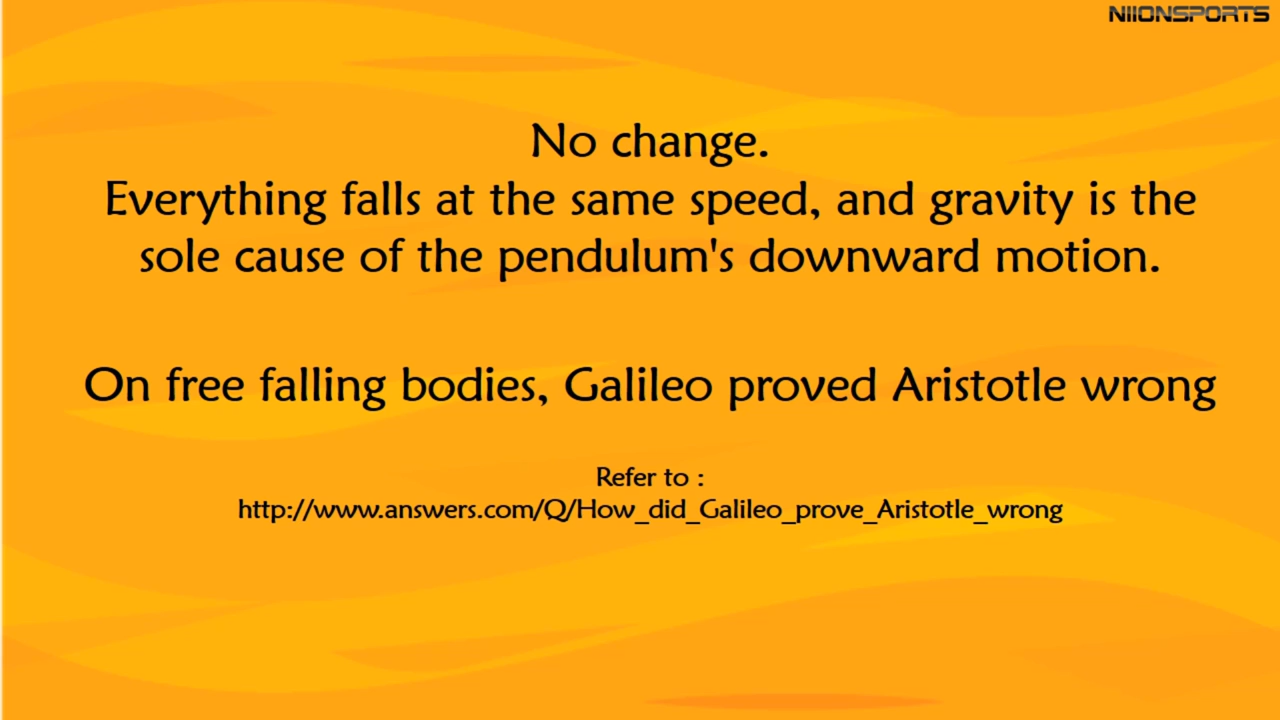 NIIONSPORTS
No change.
Everything falls at the same speed, and gravity is the
sole cause of the pendulum's downward motion.
On free falling bodies, Galileo proved Aristotle wrong
Refer to :
http://www.answers.com/Q/How_did_Galileo_prove_Aristotle_wrong